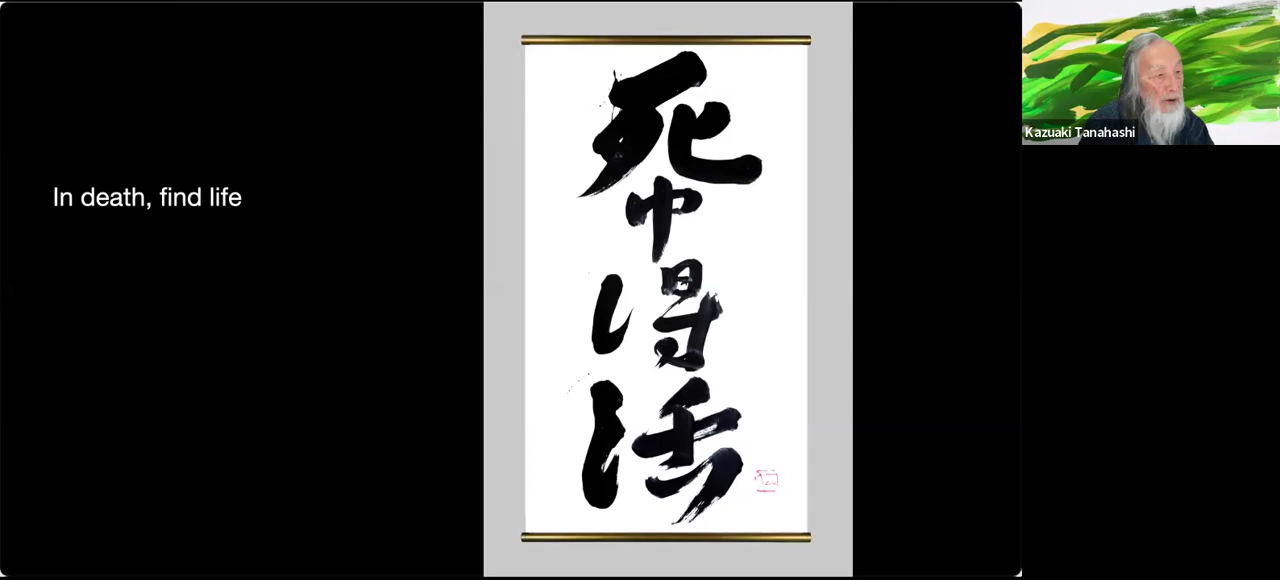 In death, find life
死中得活
Kazuaki Tanahashi